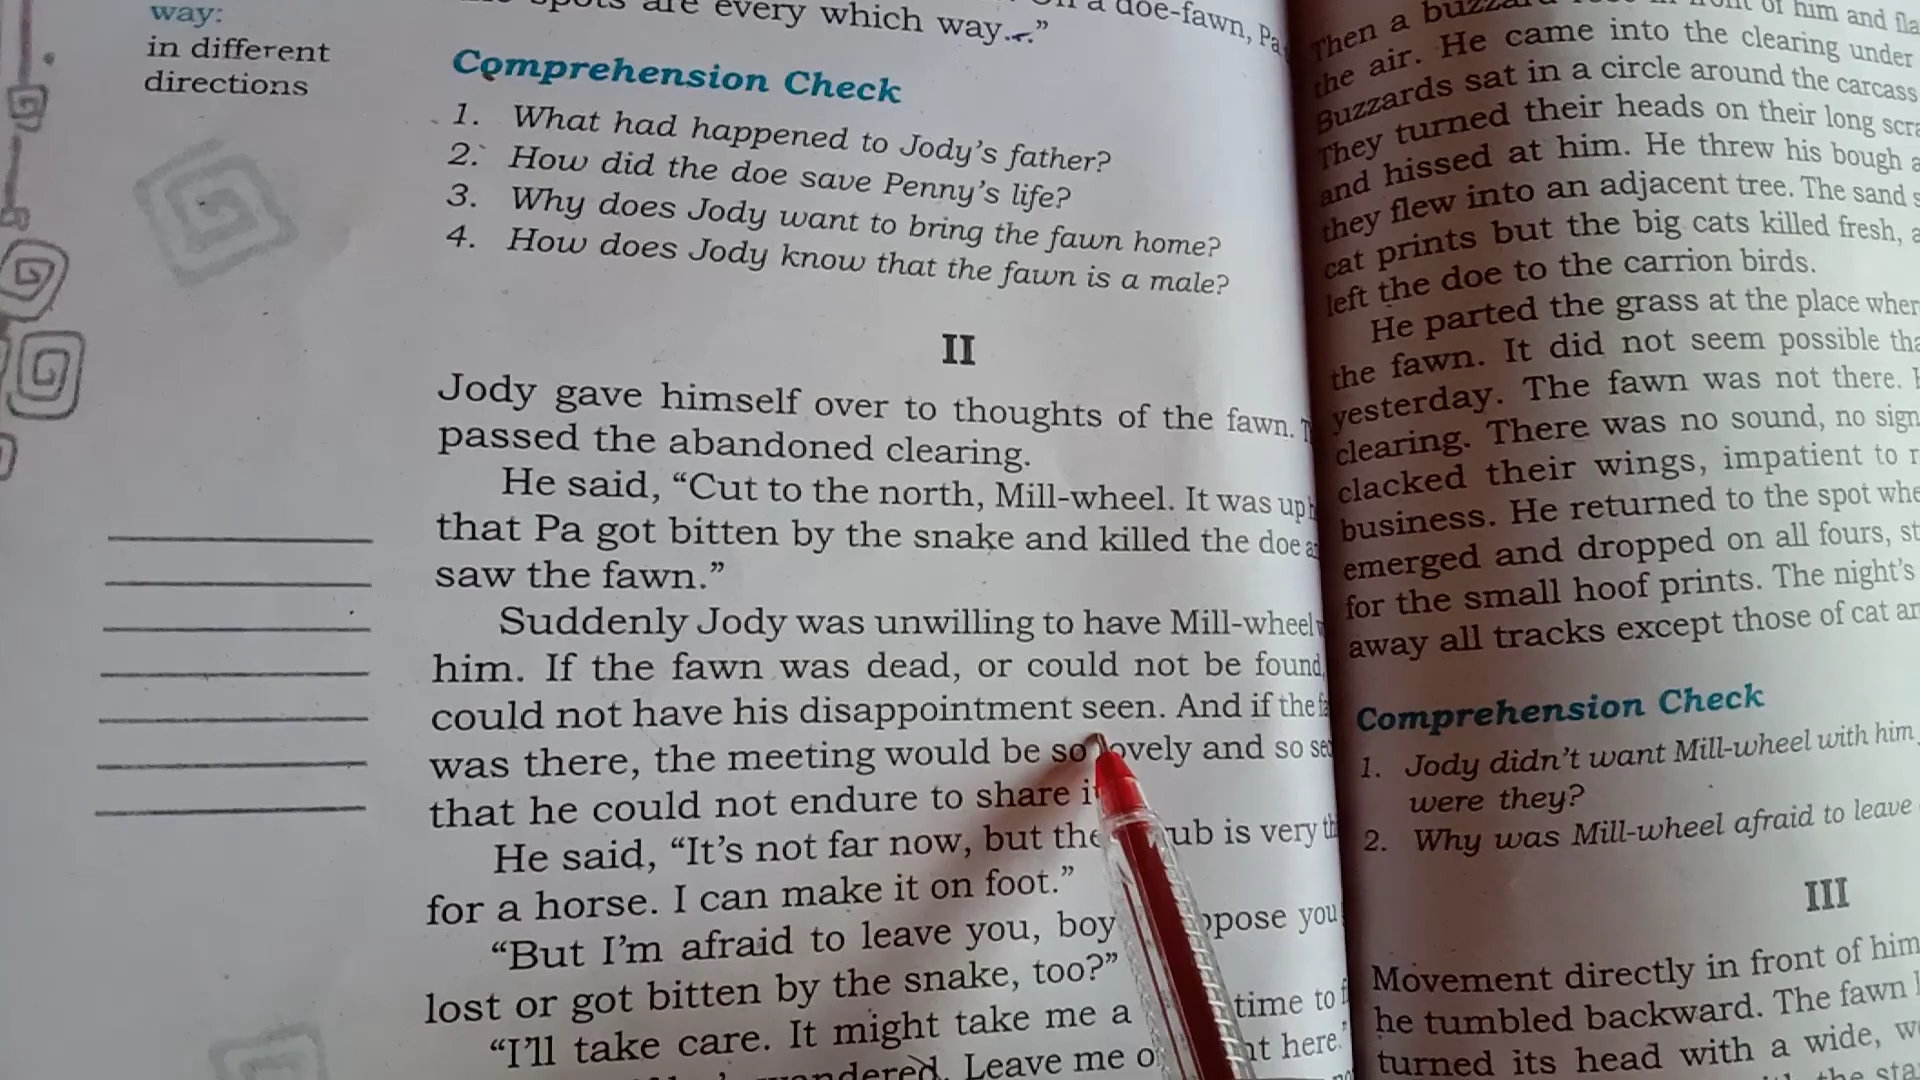 way:
in different
directions
spots are every which way..."
a doe-fawn, Pa
Comprehension Check
1. What had happened to Jody's father?
2. How did the doe save Penny's life?
3. Why does Jody want to bring the fawn home?
4. How does Jody know that the fawn is a male?
II
Jody gave himself over to thoughts of the fawn.
passed the abandoned clearing.
He said, "Cut to the north, Mill-wheel. It was up
that Pa got bitten by the snake and killed the doe
saw the fawn."
Suddenly Jody was unwilling to have Mill-wheel
him. If the fawn was dead, or could not be found
could not have his disappointment seen. And if the
was there, the meeting would be so lovely and so
that he could not endure to share
He said, "It's not far now, but the is very
for a horse. I can make it on foot."
"But I'm afraid to leave you, boy you
lost or got bitten by the snake, too?"
"I'll take care. It might take me a time to
Leave me here.
Then a buzzard in front of him and
the air. He came into the clearing under
Buzzards sat in a circle around the carcass
They turned their heads on their long
and hissed at him. He threw his bough
they flew into an adjacent tree. The sand
cat prints but the big cats killed fresh,
left the doe to the carrion birds.
He parted the grass at the place
the fawn. It did not seem possible
yesterday. The fawn was not there.
clearing. There was no sound, no sign
clacked their wings, impatient to
business. He returned to the spot
emerged and dropped on all fours,
for the small hoof prints. The night's
away all tracks except those of cat
Comprehension Check
1. Jody didn't want Mill-wheel with him
were they?
2. Why was Mill-wheel afraid to leave
III
Movement directly in front of him
he tumbled backward. The fawn
turned its head with a wide,
the